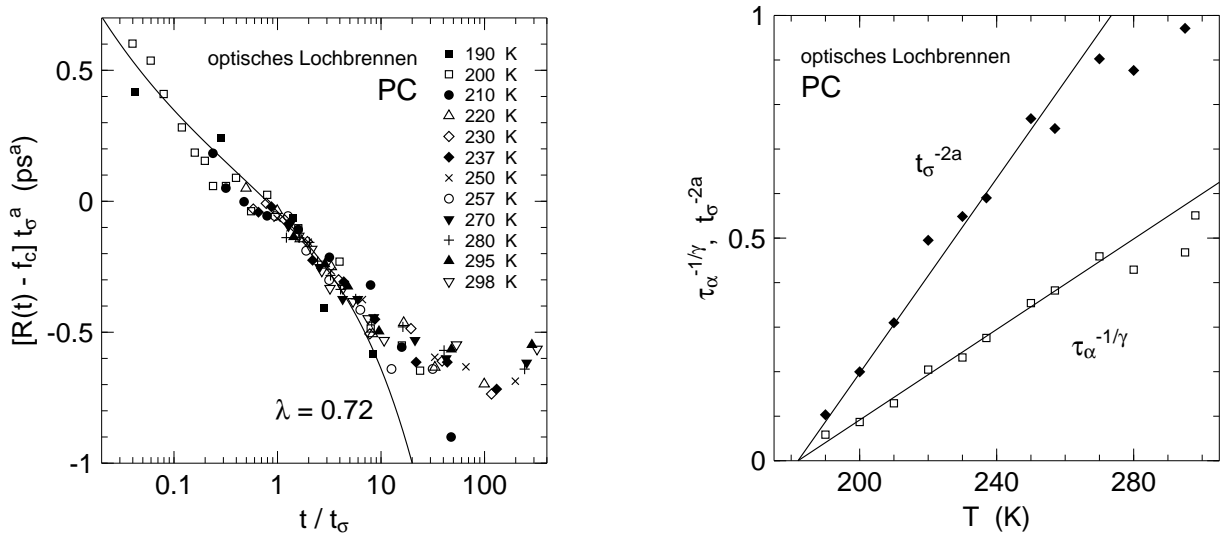 optisches Lochbrennen
PC
190 K
200 K
210 K
220 K
230 K
237 K
250 K
257 K
270 K
280 K
295 K
298 K
λ = 0.72
[R(t) - f_c] t_σ^a (ps^a)
0.5
0
-0.5
-1
0.1
1
10
100
t / t_σ
optisches Lochbrennen
PC
t_σ^-2a
τ_α^-1/γ
τ_α^-1/γ, t_σ^-2a
1
0.5
0
200
240
280
T (K)